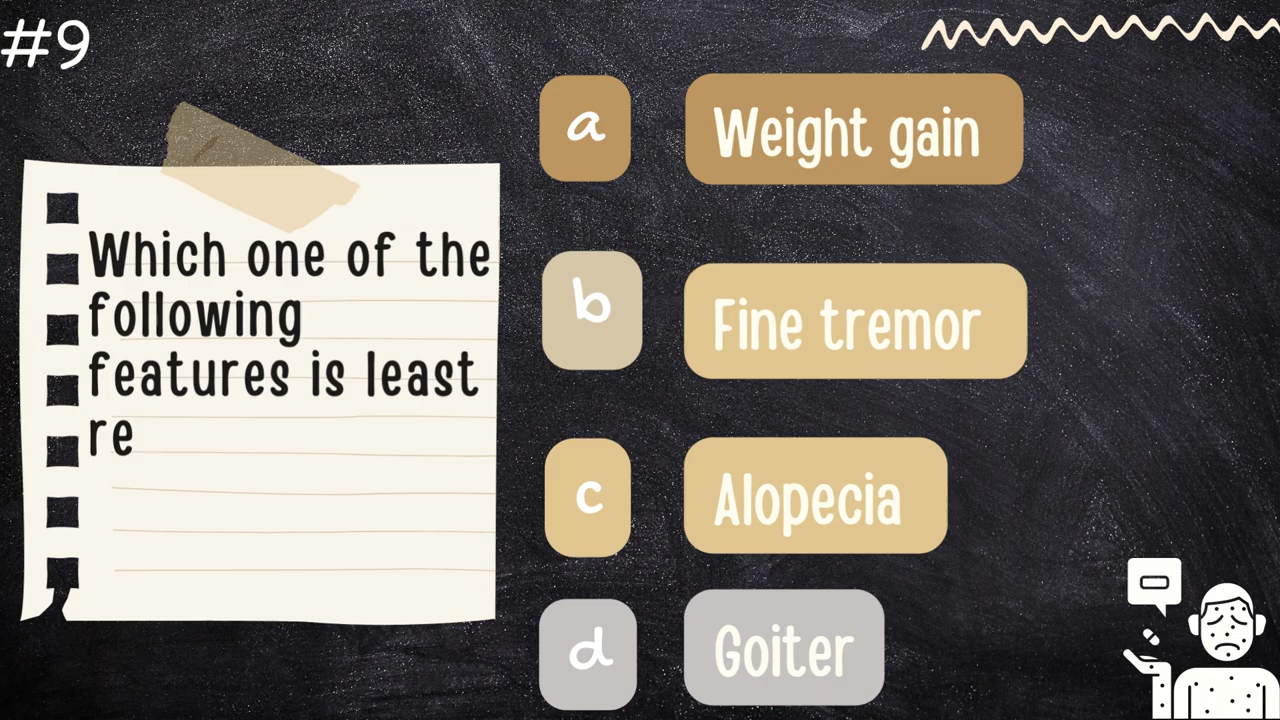 #9
Which one of the
following
features is least
re
a
Weight gain
b
Fine tremor
c
Alopecia
d
Goiter